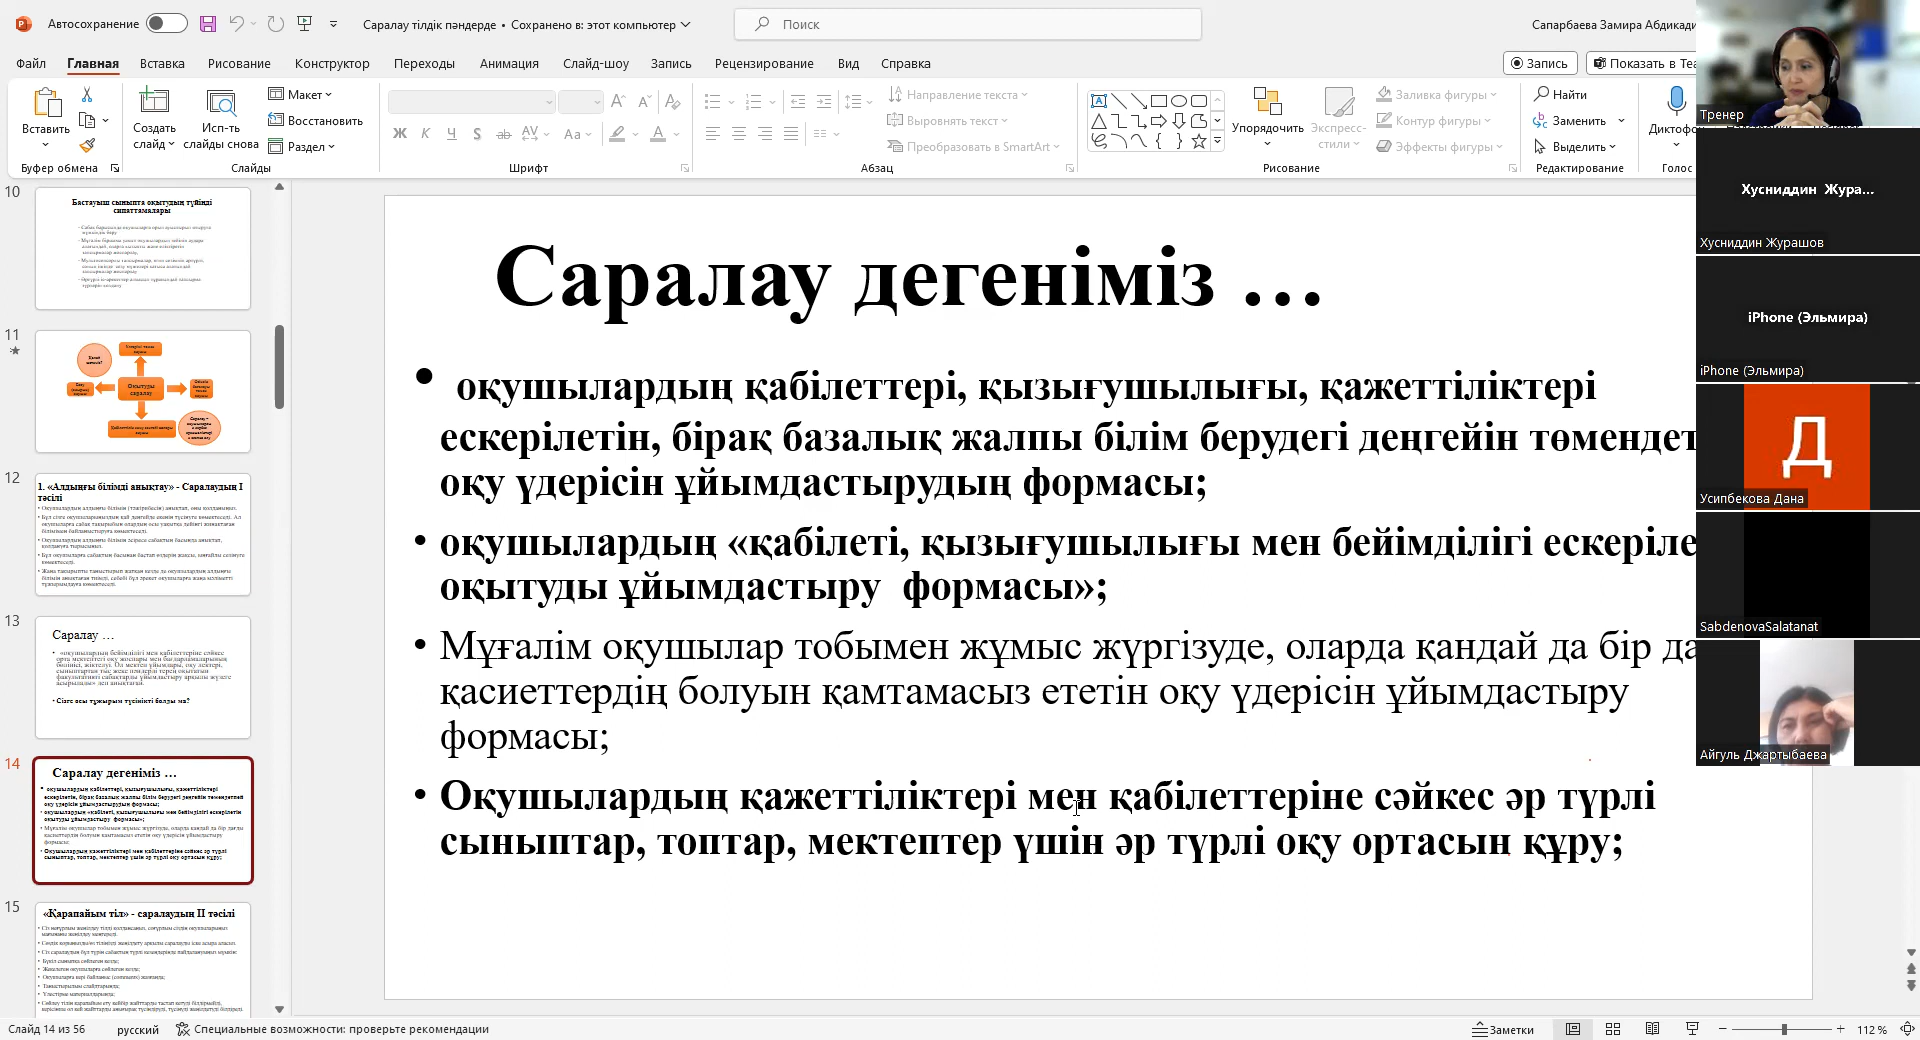 Автосохранение
Саралау тілдік пәндерде • Сохранено в: этот компьютер
Поиск
Сапарбаева Замира Абдикади
Файл Главная Вставка Рисование Конструктор Переходы Анимация Слайд-шоу Запись Рецензирование Вид Справка
Запись
Показать в Tea
Вставить
Буфер обмена
Создать слайд
Исп-ть слайды снова
Макет
Восстановить
Раздел
Слайды
Ж К Ч S ab AV Aa A
Шрифт
Направление текста
Выровнять текст
Преобразовать в SmartArt
Абзац
Упорядочить
Экспресс-стили
Заливка фигуры
Контур фигуры
Эффекты фигуры
Рисование
Найти
Заменить
Выделить
Редактирование
Диктофо
Голос
10
Бастауыш сыныпта оқытудың түйінді
сипаттамалары
11
Оқытуды
саралау
12
1. «Алдыңғы білімді анықтау» - Саралаудың I
тәсілі
13
Саралау …
Сізге осы тұжырым түсінікті болды ма?
14
Саралау дегеніміз …
15
«Қарапайым тіл» - саралаудың II тәсілі
Саралау дегеніміз …
• оқушылардың қабілеттері, қызығушылығы, қажеттіліктері
ескерілетін, бірақ базалық жалпы білім берудегі деңгейін төмендет
оқу үдерісін ұйымдастырудың формасы;
• оқушылардың «қабілеті, қызығушылығы мен бейімділігі ескеріле
оқытуды ұйымдастыру формасы»;
• Мұғалім оқушылар тобымен жұмыс жүргізуде, оларда қандай да бір да
қасиеттердің болуын қамтамасыз ететін оқу үдерісін ұйымдастыру
формасы;
• Оқушылардың қажеттіліктері мен қабілеттеріне сәйкес әр түрлі
сыныптар, топтар, мектептер үшін әр түрлі оқу ортасын құру;
Тренер
Хусниддин Жура...
Хусниддин Журашов
iPhone (Эльмира)
iPhone (Эльмира)
Д
Усипбекова Дана
SabdenovaSalatanat
Айгуль Джартыбаева
Слайд 14 из 56
русский
Специальные возможности: проверьте рекомендации
Заметки
112 %